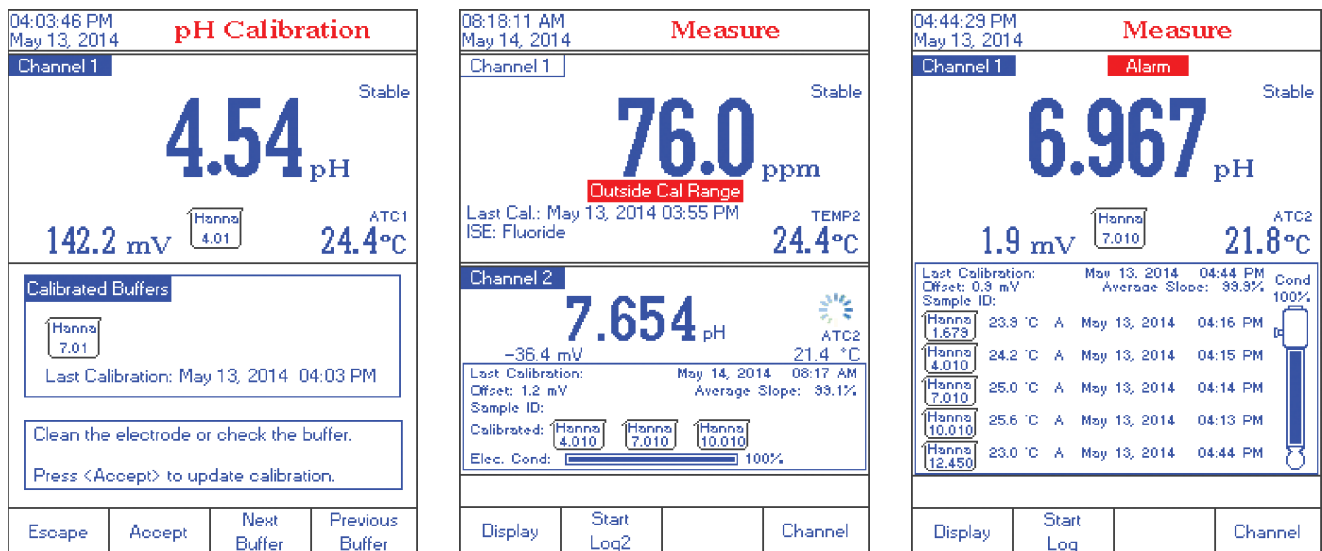 04:03:46 PM
May 13, 2014
pH Calibration
Channel 1
Stable
4.54 pH
142.2 mV
Hanna
4.01
ATC1
24.4°C
Calibrated Buffers
Hanna
7.01
Last Calibration: May 13, 2014 04:03 PM
Clean the electrode or check the buffer.
Press <Accept> to update calibration.
Escape
Accept
Next
Buffer
Previous
Buffer
08:18:11 AM
May 14, 2014
Measure
Channel 1
Stable
76.0 ppm
Outside Cal Range
Last Cal.: May 13, 2014 03:55 PM
ISE: Fluoride
TEMP2
24.4°C
Channel 2
7.654 pH
ATC2
-36.4 mV
21.4 °C
Last Calibration: May 14, 2014 08:17 AM
Offset: 1.2 mV Average Slope: 99.1%
Sample ID:
Calibrated: Hanna 4.010 Hanna 7.010 Hanna 10.010
Elec. Cond: 100%
Display
Start
Log2
Channel
04:44:29 PM
May 13, 2014
Measure
Channel 1
Alarm
Stable
6.967 pH
1.9 mV
Hanna
7.010
ATC2
21.8°C
Last Calibration: May 13, 2014 04:44 PM
Offset: 0.9 mV Average Slope: 99.9%
Sample ID:
Cond
100%
Hanna 1.679 23.9 °C A May 13, 2014 04:16 PM
Hanna 4.010 24.2 °C A May 13, 2014 04:15 PM
Hanna 7.010 25.0 °C A May 13, 2014 04:14 PM
Hanna 10.010 25.6 °C A May 13, 2014 04:13 PM
Hanna 12.450 23.0 °C A May 13, 2014 04:44 PM
Display
Start
Log
Channel